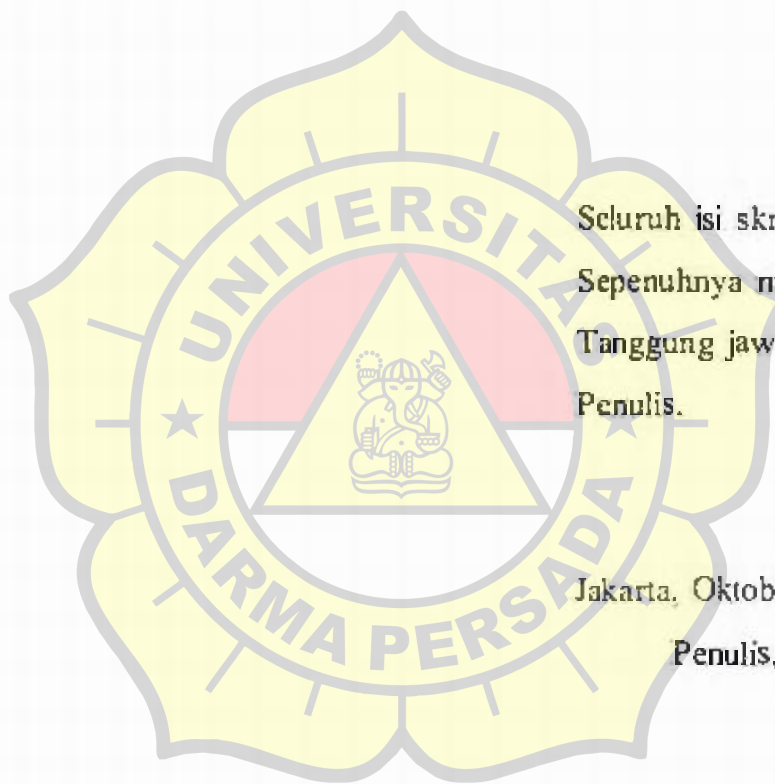 UNIVERSITAS
DARMA PERSADA
Seluruh isi skr
Sepenuhnya m
Tanggung jaw
Penulis.
Jakarta, Oktob
Penulis,